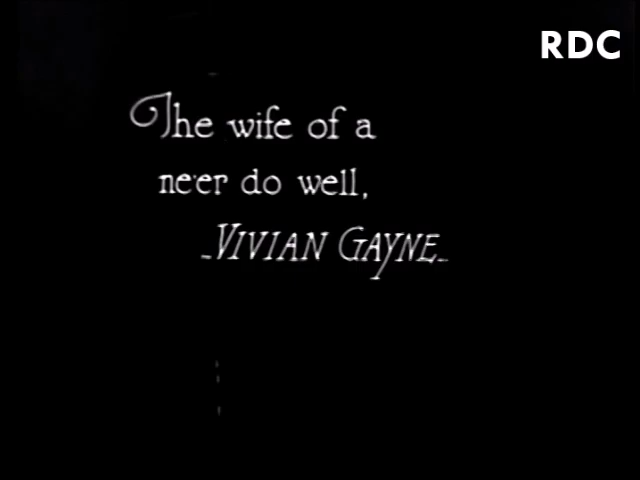 RDC
The wife of a
ne'er do well,
-VIVIAN GAYNE-